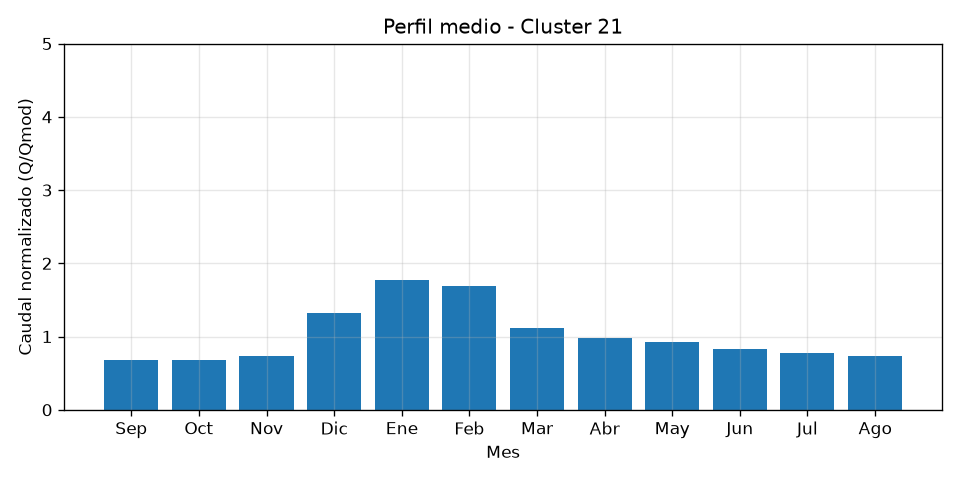 Perfil medio - Cluster 21
Caudal normalizado (Q/Qmod)
5
4
3
2
1
0
Sep Oct Nov Dic Ene Feb Mar Abr May Jun Jul Ago
Mes